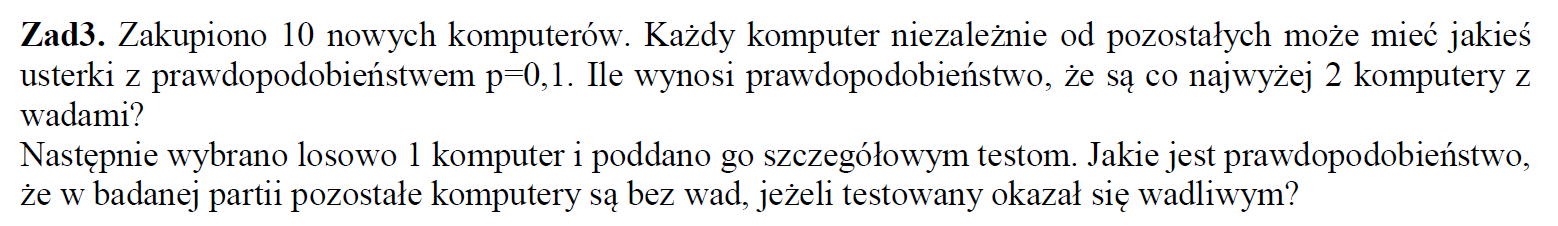 Zad3. Zakupiono 10 nowych komputerów. Każdy komputer niezależnie od pozostałych może mieć jakieś
usterki z prawdopodobieństwem p=0,1. Ile wynosi prawdopodobieństwo, że są co najwyżej 2 komputery z
wadami?
Następnie wybrano losowo 1 komputer i poddano go szczegółowym testom. Jakie jest prawdopodobieństwo,
że w badanej partii pozostałe komputery są bez wad, jeżeli testowany okazał się wadliwym?